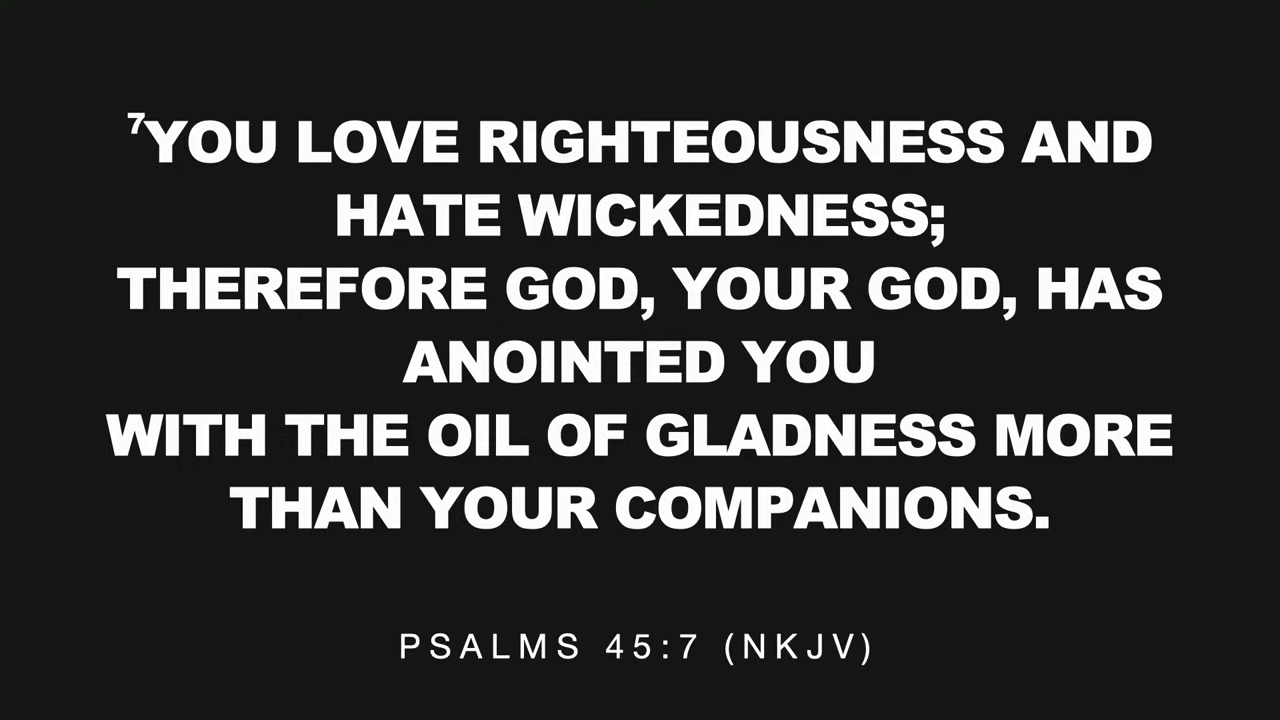 ⁷YOU LOVE RIGHTEOUSNESS AND
HATE WICKEDNESS;
THEREFORE GOD, YOUR GOD, HAS
ANOINTED YOU
WITH THE OIL OF GLADNESS MORE
THAN YOUR COMPANIONS.
PSALMS 45:7 (NKJV)